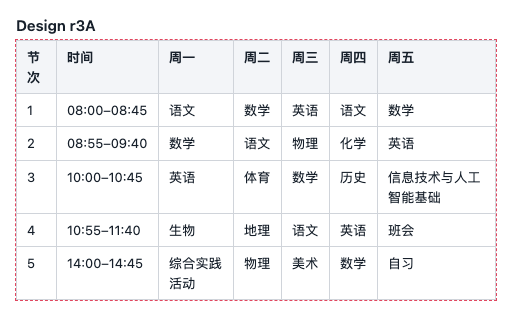 Design r3A
节次 时间 周一 周二 周三 周四 周五
1 08:00–08:45 语文 数学 英语 语文 数学
2 08:55–09:40 数学 语文 物理 化学 英语
3 10:00–10:45 英语 体育 数学 历史 信息技术与人工智能基础
4 10:55–11:40 生物 地理 语文 英语 班会
5 14:00–14:45 综合实践活动 物理 美术 数学 自习